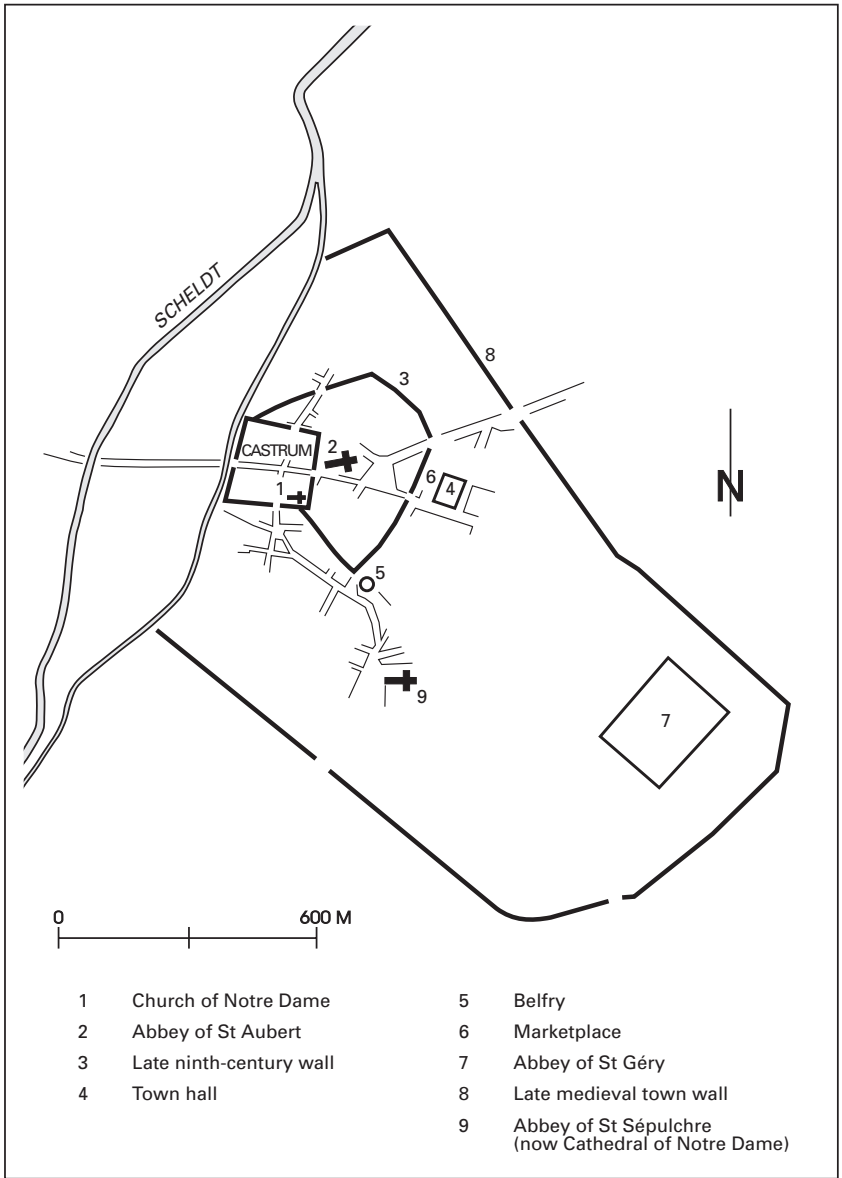 SCHELDT
8
3
CASTRUM
2
6
4
1
N
5
9
7
0 600 M
1 Church of Notre Dame
2 Abbey of St Aubert
3 Late ninth-century wall
4 Town hall
5 Belfry
6 Marketplace
7 Abbey of St Géry
8 Late medieval town wall
9 Abbey of St Sépulchre
(now Cathedral of Notre Dame)